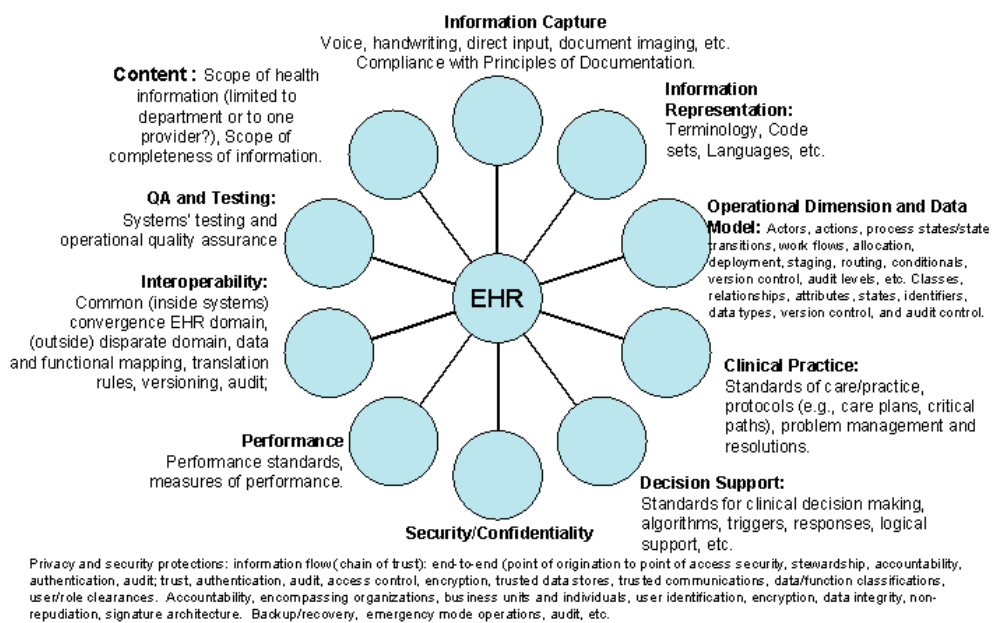 Information Capture
Voice, handwriting, direct input, document imaging, etc.
Compliance with Principles of Documentation.
Content : Scope of health
information (limited to
department or to one
provider?), Scope of
completeness of information.
Information
Representation:
Terminology, Code
sets, Languages, etc.
QA and Testing:
Systems' testing and
operational quality assurance
Operational Dimension and Data
Model: Actors, actions, process states/state
transitions, work flows, allocation,
deployment, staging, routing, conditionals,
version control, audit levels, etc. Classes,
relationships, attributes, states, identifiers,
data types, version control, and audit control.
Interoperability:
Common (inside systems)
convergence EHR domain,
(outside) disparate domain, data
and functional mapping, translation
rules, versioning, audit;
EHR
Clinical Practice:
Standards of care/practice,
protocols (e.g., care plans, critical
paths), problem management and
resolutions.
Performance
Performance standards,
measures of performance.
Decision Support:
Standards for clinical decision making,
algorithms, triggers, responses, logical
support, etc.
Security/Confidentiality
Privacy and security protections: information flow (chain of trust): end-to-end (point of origination to point of access security, stewardship, accountability,
authentication, audit; trust, authentication, audit, access control, encryption, trusted data stores, trusted communications, data/function classifications,
user/role clearances. Accountability, encompassing organizations, business units and individuals, user identification, encryption, data integrity, non-
repudiation, signature architecture. Backup/recovery, emergency mode operations, audit, etc.